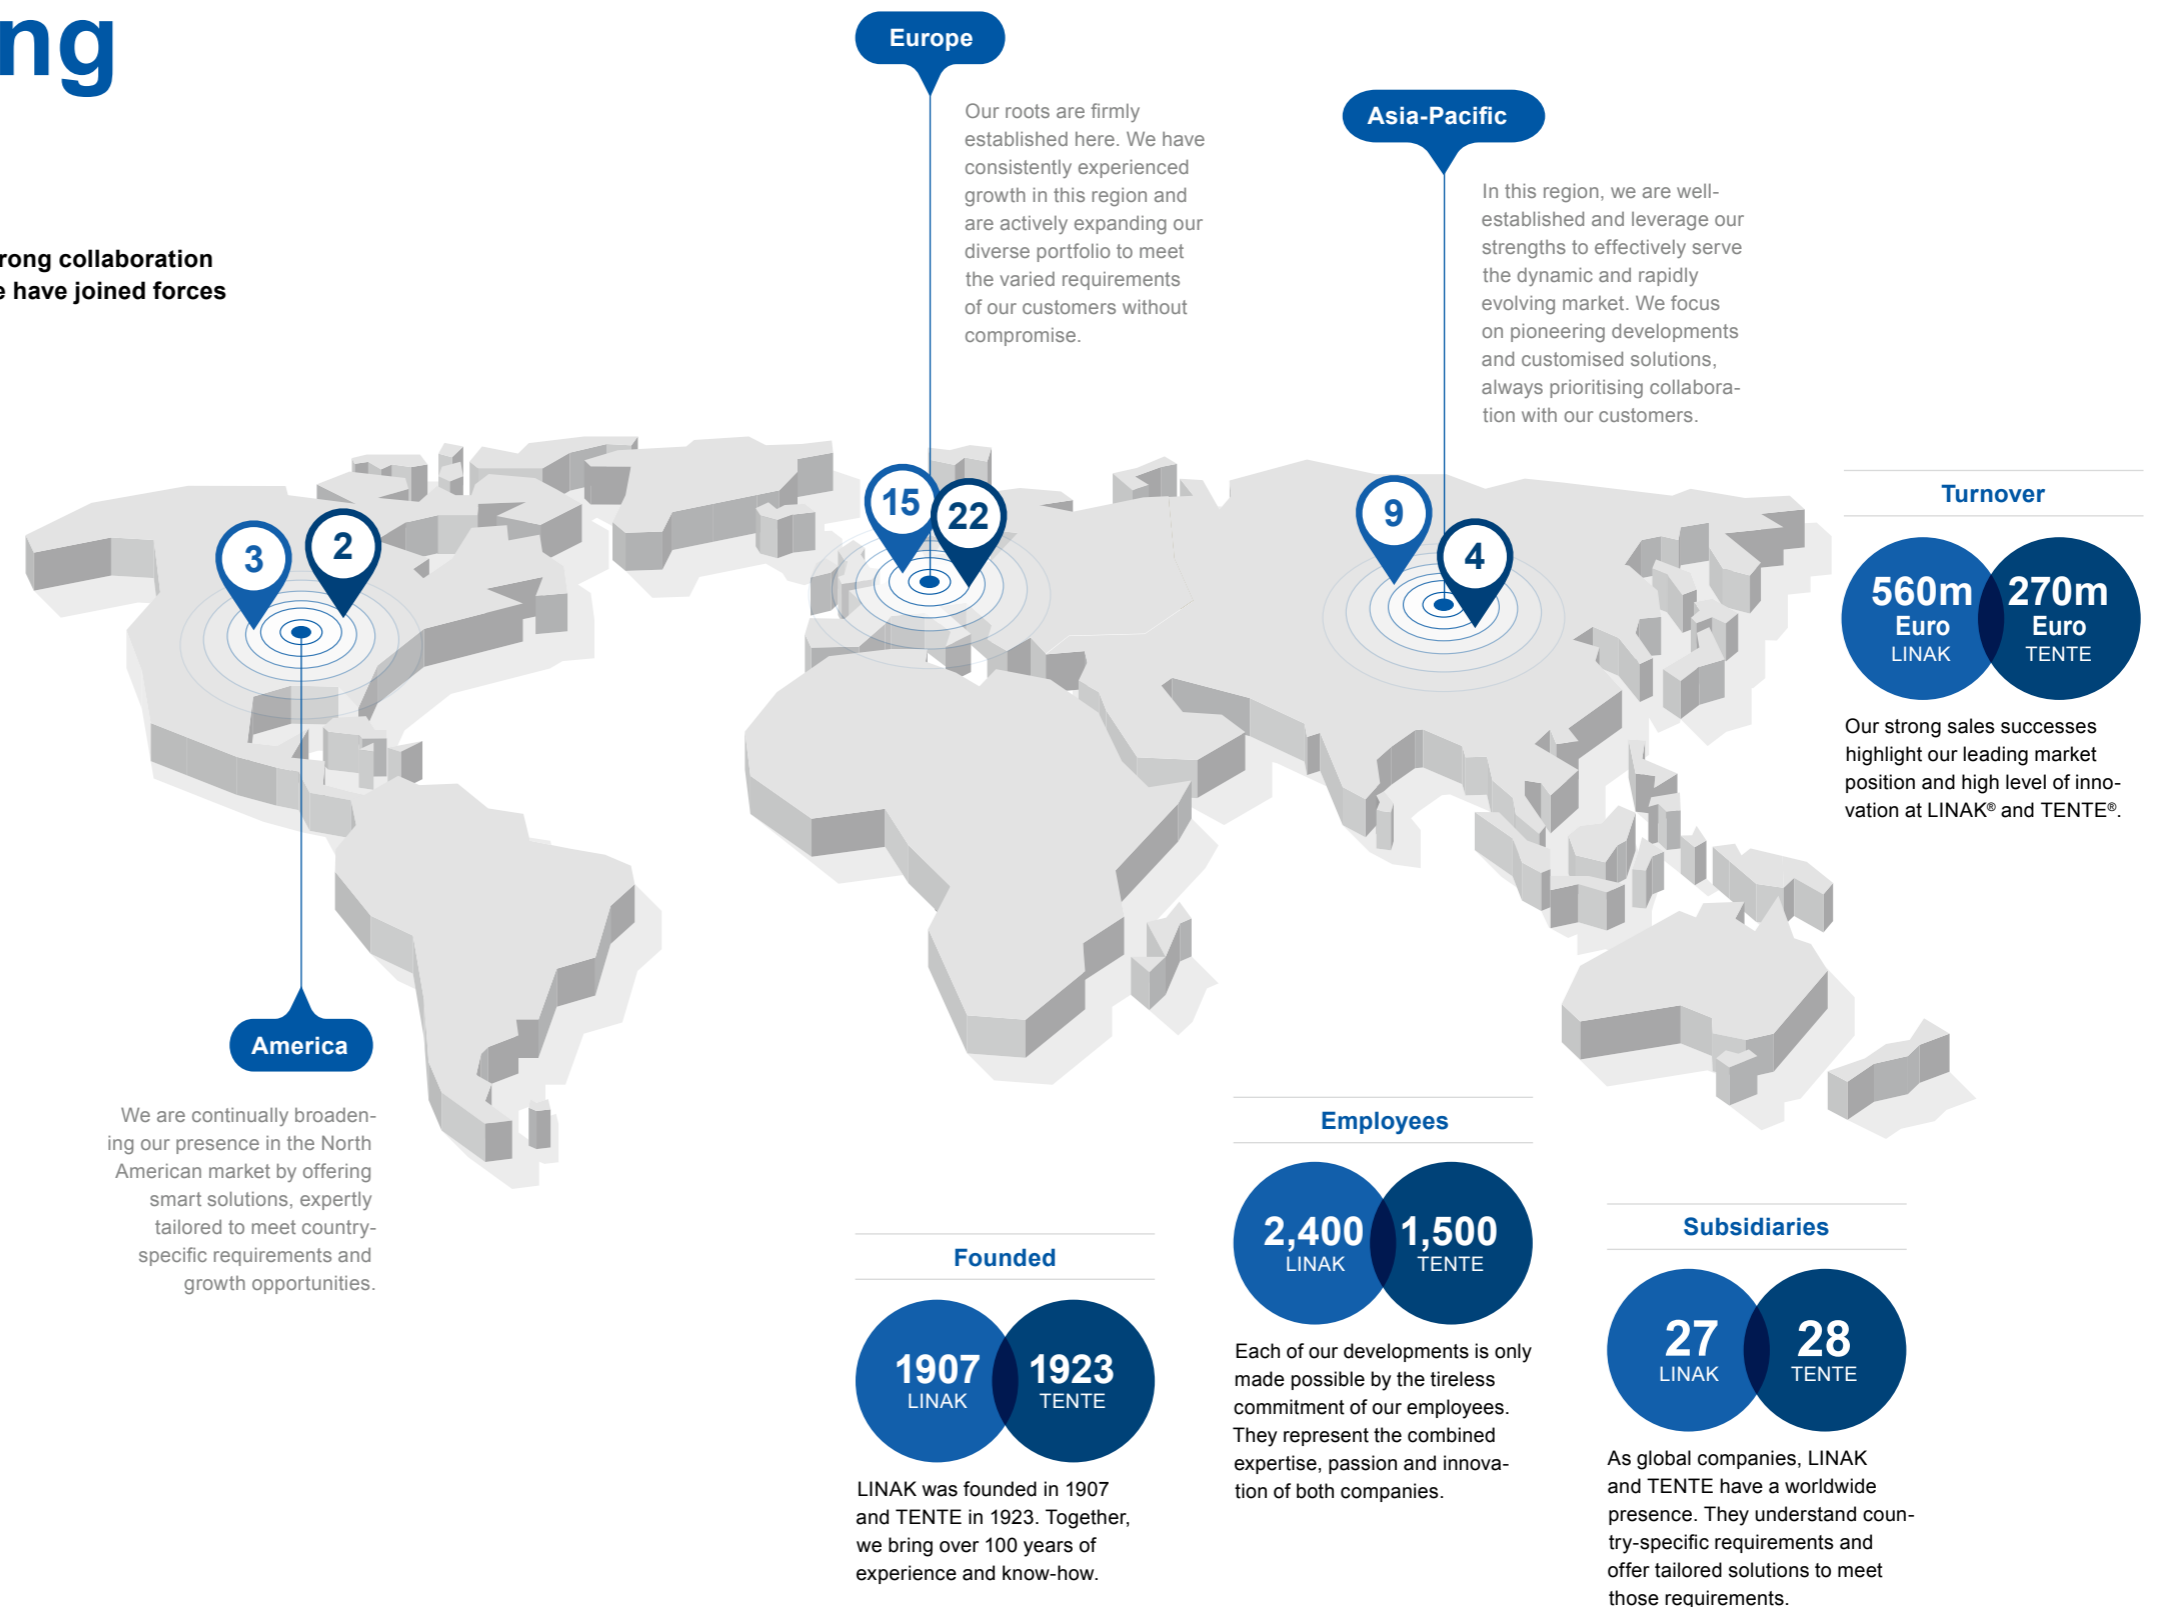 ng
rong collaboration
e have joined forces
Europe
Our roots are firmly
established here. We have
consistently experienced
growth in this region and
are actively expanding our
diverse portfolio to meet
the varied requirements
of our customers without
compromise.
Asia-Pacific
In this region, we are well-
established and leverage our
strengths to effectively serve
the dynamic and rapidly
evolving market. We focus
on pioneering developments
and customised solutions,
always prioritising collabora-
tion with our customers.
3
2
15
22
9
4
Turnover
560m
Euro
LINAK
270m
Euro
TENTE
Our strong sales successes
highlight our leading market
position and high level of inno-
vation at LINAK® and TENTE®.
America
We are continually broaden-
ing our presence in the North
American market by offering
smart solutions, expertly
tailored to meet country-
specific requirements and
growth opportunities.
Founded
1907
LINAK
1923
TENTE
LINAK was founded in 1907
and TENTE in 1923. Together,
we bring over 100 years of
experience and know-how.
Employees
2,400
LINAK
1,500
TENTE
Each of our developments is only
made possible by the tireless
commitment of our employees.
They represent the combined
expertise, passion and innova-
tion of both companies.
Subsidiaries
27
LINAK
28
TENTE
As global companies, LINAK
and TENTE have a worldwide
presence. They understand coun-
try-specific requirements and
offer tailored solutions to meet
those requirements.